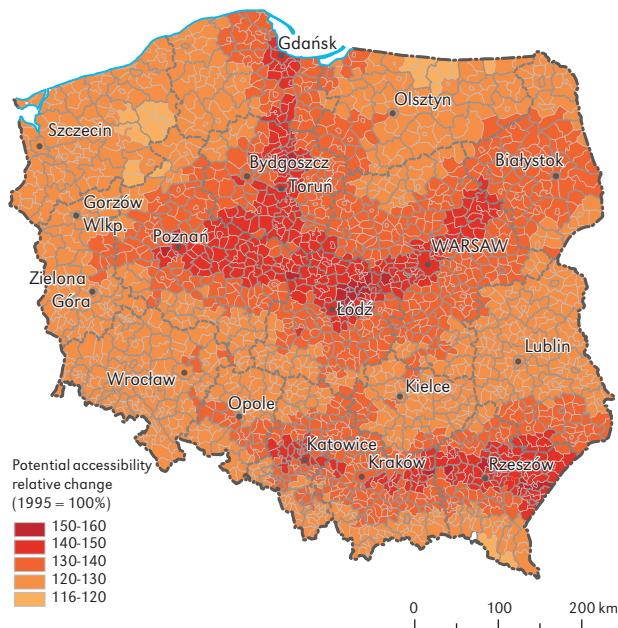 Gdańsk
Olsztyn
Szczecin
Bydgoszcz
Białystok
Toruń
Gorzów
Wlkp.
Poznań
WARSAW
Zielona
Góra
Łódź
Lublin
Wrocław
Kielce
Opole
Katowice
Kraków
Rzeszów
Potential accessibility
relative change
(1995 = 100%)
150-160
140-150
130-140
120-130
116-120
0 100 200 km